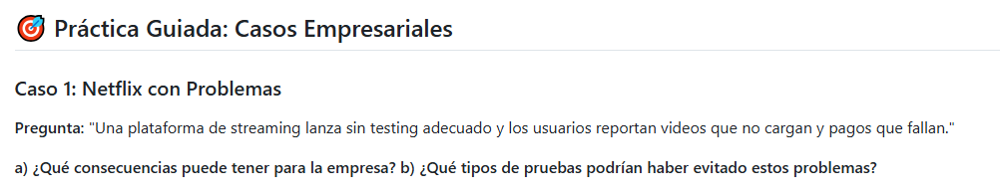 🎯 Práctica Guiada: Casos Empresariales
Caso 1: Netflix con Problemas
Pregunta: "Una plataforma de streaming lanza sin testing adecuado y los usuarios reportan videos que no cargan y pagos que fallan."
a) ¿Qué consecuencias puede tener para la empresa? b) ¿Qué tipos de pruebas podrían haber evitado estos problemas?